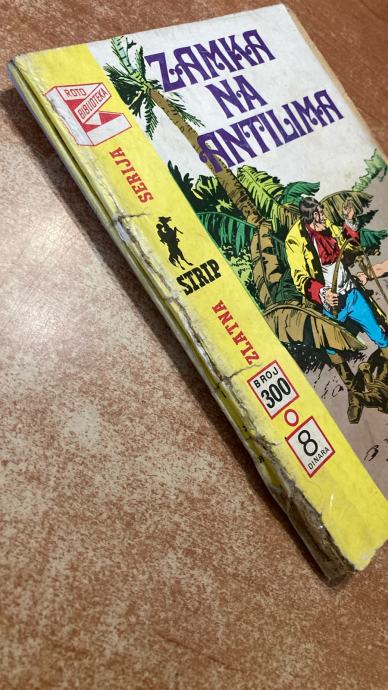 ZAMKA
NA
ANTILIMA
ROTO
BIBLIOTEKA
SERIJA
STRIP
ZLATNA
BROJ
300
8
DINARA